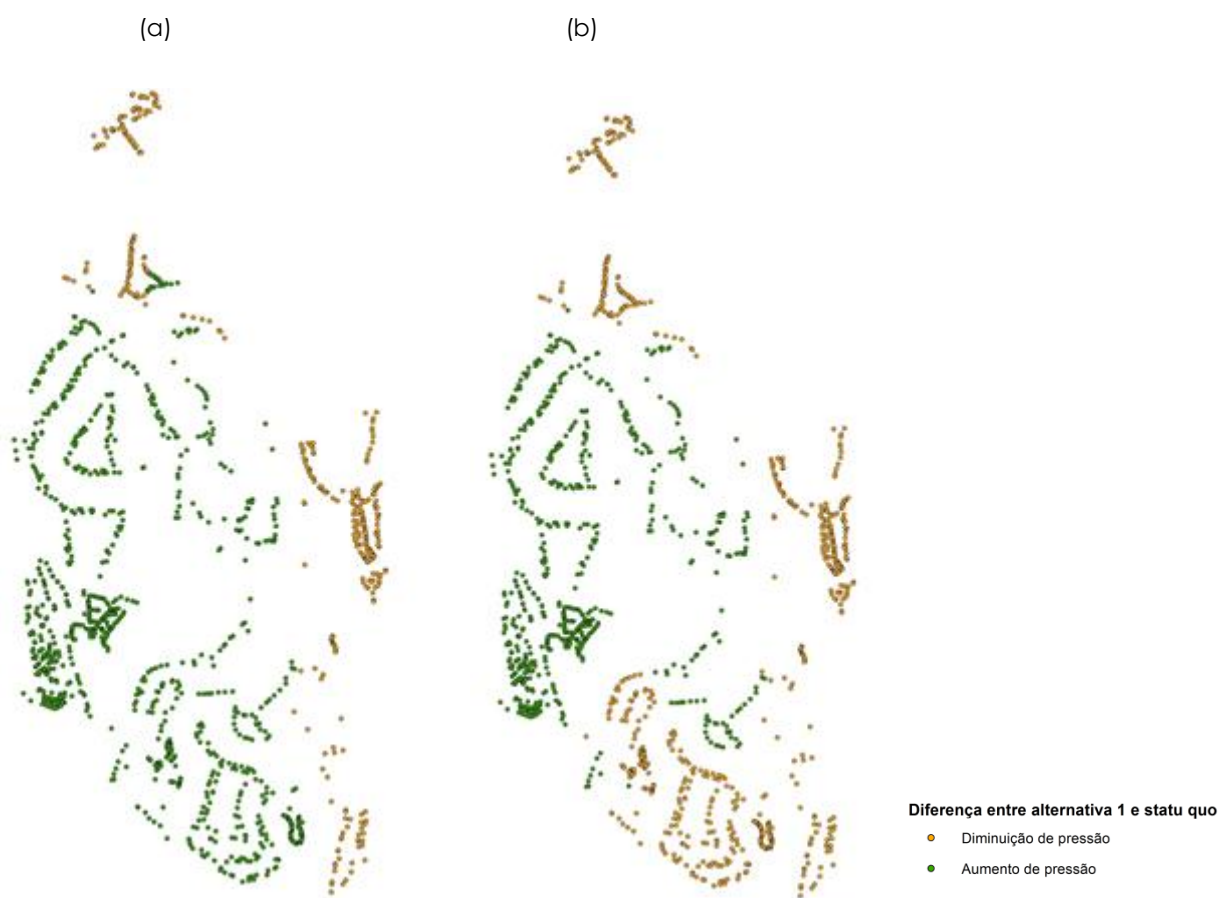 (a)
(b)
Diferença entre alternativa 1 e statu quo
Diminuição de pressão
Aumento de pressão